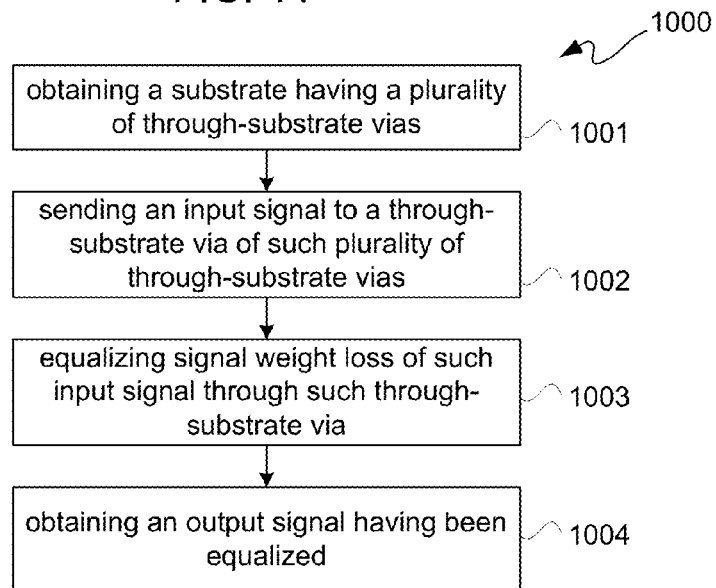 1000
obtaining a substrate having a plurality
of through-substrate vias
1001
sending an input signal to a through-
substrate via of such plurality of
through-substrate vias
1002
equalizing signal weight loss of such
input signal through such through-
substrate via
1003
obtaining an output signal having been
equalized
1004